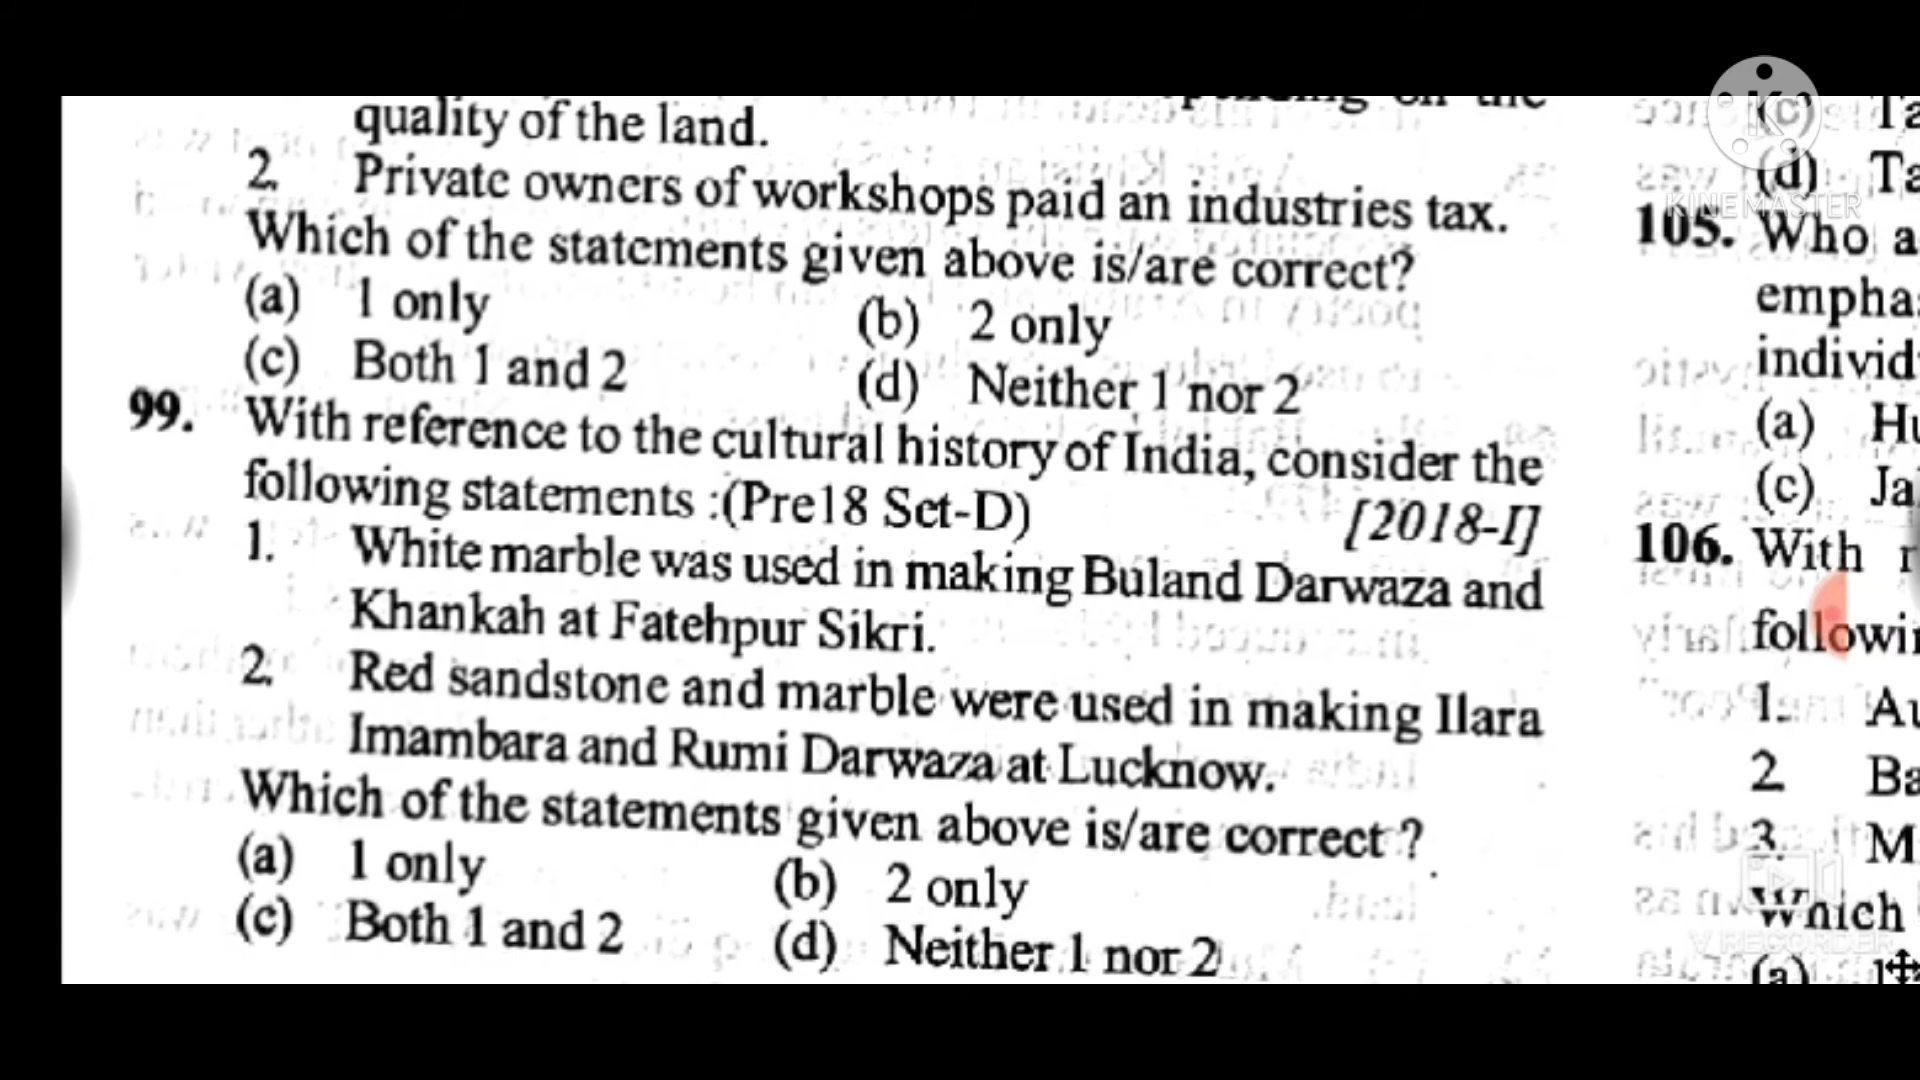 quality of the land.
2. Private owners of workshops paid an industries tax.
Which of the statements given above is/are correct?
(a) 1 only (b) 2 only
(c) Both 1 and 2 (d) Neither 1 nor 2
99. With reference to the cultural history of India, consider the
following statements :(Pre18 Set-D) [2018-I]
1. White marble was used in making Buland Darwaza and
Khankah at Fatehpur Sikri.
2. Red sandstone and marble were used in making Ilara
Imambara and Rumi Darwaza at Lucknow.
Which of the statements given above is/are correct ?
(a) 1 only (b) 2 only
(c) Both 1 and 2 (d) Neither 1 nor 2
(c) Ta
(d) Ta
105. Who a
empha
individ
(a) Hu
(c) Ja
106. With r
followi
1. Au
2. Ba
3. M
Which
(a)
K
KINEMASTER
V RECORDER